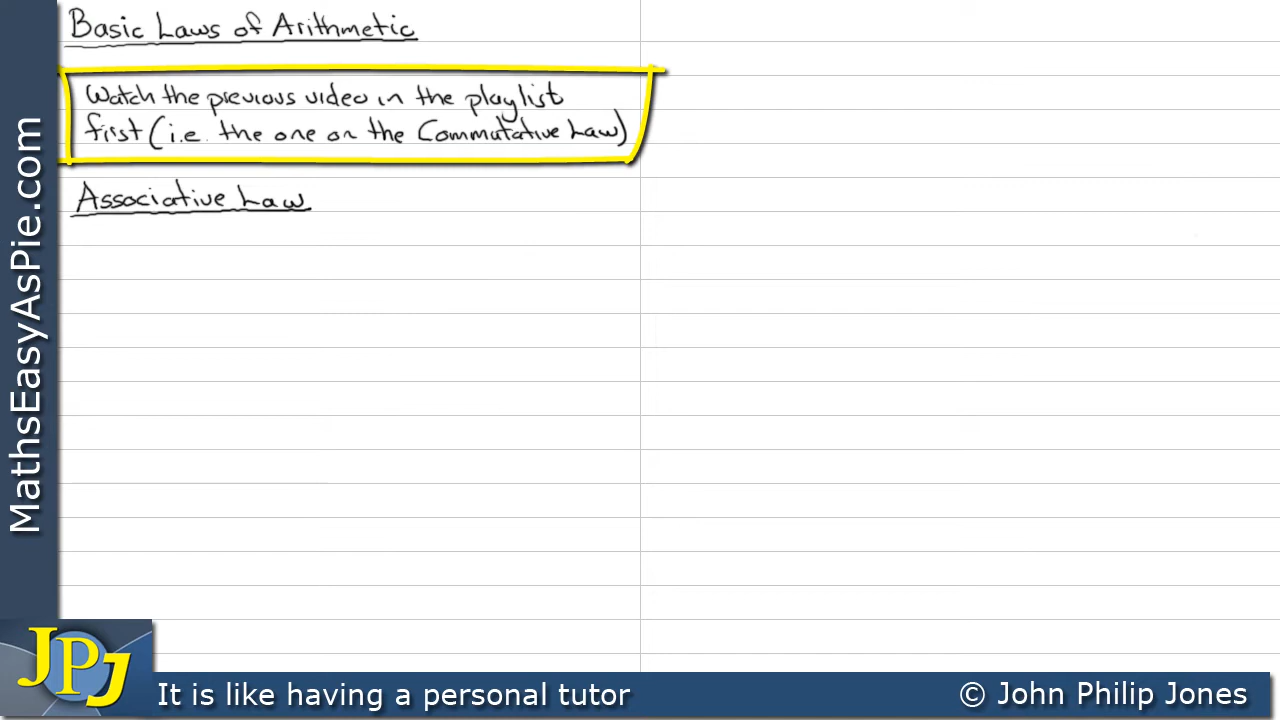 Basic Laws of Arithmetic
Watch the previous video in the playlist
first (i.e. the one on the Commutative Law)
Associative Law
MathsEasyAsPie.com
JPJ
It is like having a personal tutor
© John Philip Jones